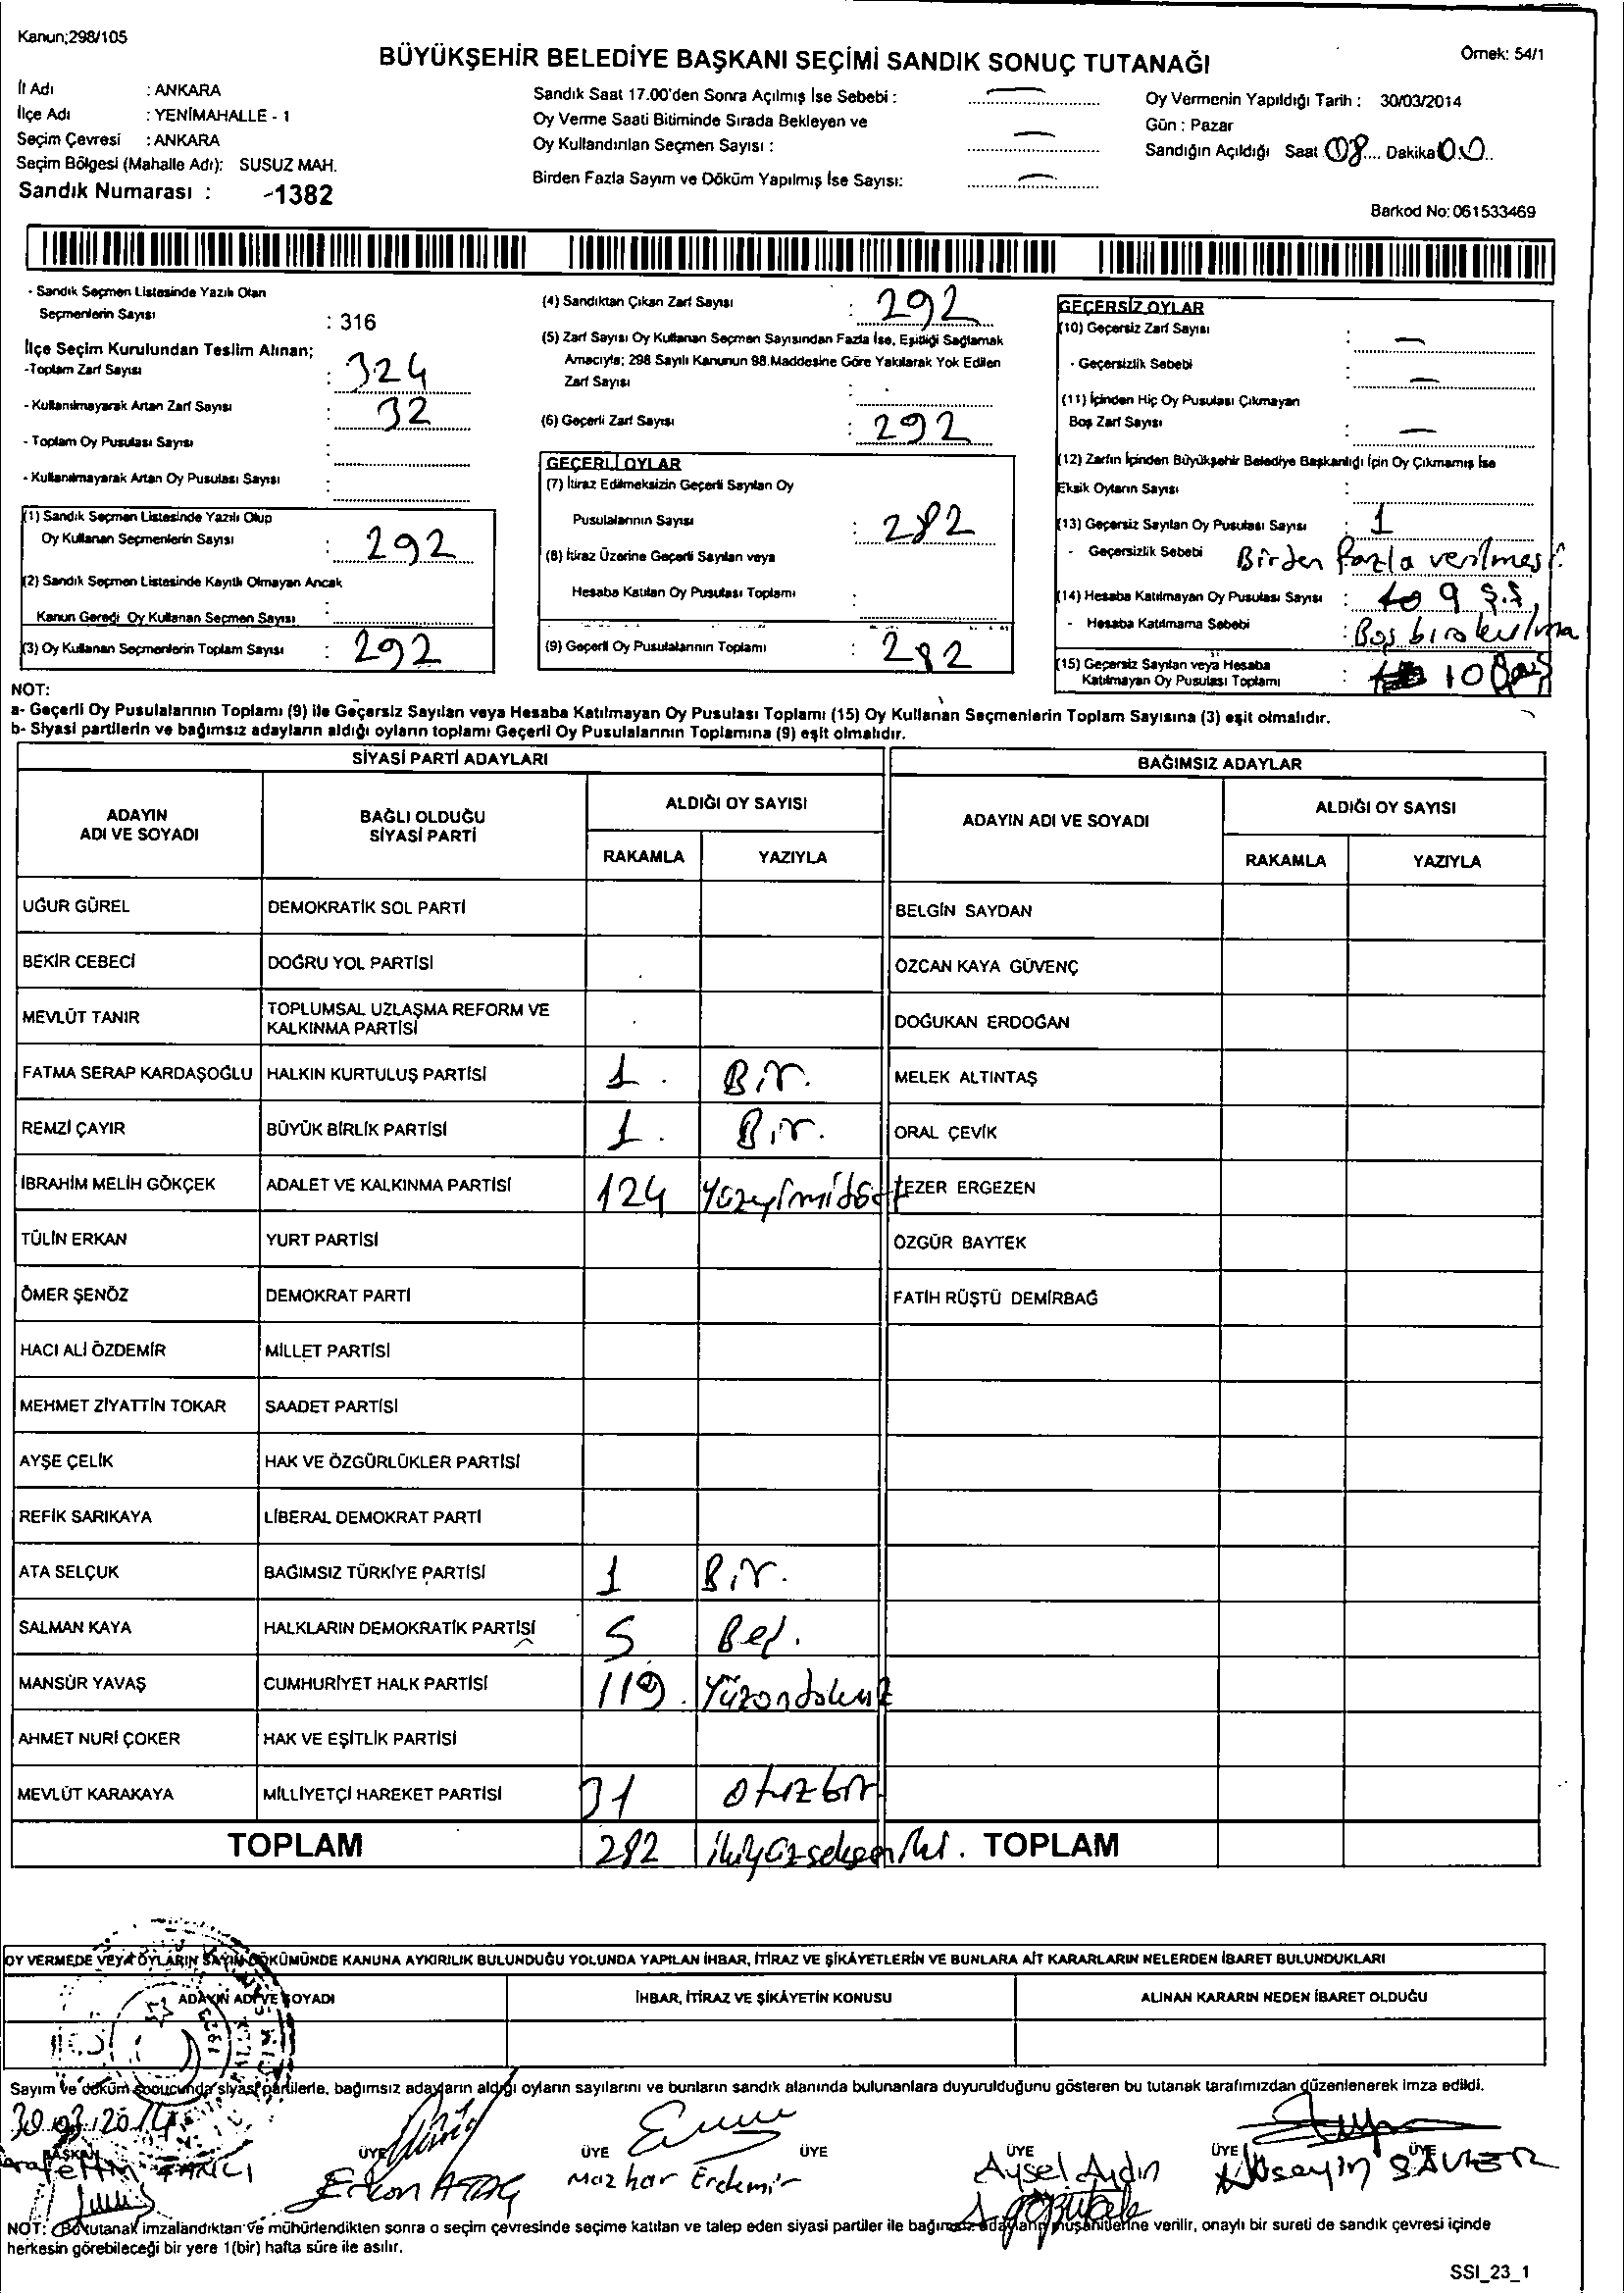 Kanun;298/105
BÜYÜKŞEHİR BELEDİYE BAŞKANI SEÇİMİ SANDIK SONUÇ TUTANAĞI
Örnek: 54/1
İl Adı : ANKARA
İlçe Adı : YENİMAHALLE - 1
Seçim Çevresi : ANKARA
Seçim Bölgesi (Mahalle Adı): SUSUZ MAH.
Sandık Numarası : -1382
Sandık Saat 17.00'den Sonra Açılmış İse Sebebi :
Oy Verme Saati Bitiminde Sırada Bekleyen ve
Oy Kullandırılan Seçmen Sayısı :
Birden Fazla Sayım ve Döküm Yapılmış İse Sayısı:
Oy Vermenin Yapıldığı Tarih : 30/03/2014
Gün : Pazar
Sandığın Açıldığı Saat 08 Dakika 00
Barkod No:061533469
- Sandık Seçmen Listesinde Yazılı Olan
Seçmenlerin Sayısı : 316
İlçe Seçim Kurulundan Teslim Alınan;
-Toplam Zarf Sayısı : 324
- Kullanılmayarak Artan Zarf Sayısı : 32
- Toplam Oy Pusulası Sayısı :
- Kullanılmayarak Artan Oy Pusulası Sayısı :
(1) Sandık Seçmen Listesinde Yazılı Olup
Oy Kullanan Seçmenlerin Sayısı : 292
(2) Sandık Seçmen Listesinde Kayıtlı Olmayan Ancak
Kanun Gereği Oy Kullanan Seçmen Sayısı :
(3) Oy Kullanan Seçmenlerin Toplam Sayısı : 292
(4) Sandıktan Çıkan Zarf Sayısı : 292
(5) Zarf Sayısı Oy Kullanan Seçmen Sayısından Fazla İse, Eşitliği Sağlamak
Amacıyla; 298 Sayılı Kanunun 98.Maddesine Göre Yakılarak Yok Edilen
Zarf Sayısı :
(6) Geçerli Zarf Sayısı : 292
GEÇERLİ OYLAR
(7) İtiraz Edilmeksizin Geçerli Sayılan Oy
Pusulalarının Sayısı : 282
(8) İtiraz Üzerine Geçerli Sayılan veya
Hesaba Katılan Oy Pusulası Toplamı :
(9) Geçerli Oy Pusulalarının Toplamı : 282
GEÇERSİZ OYLAR
(10) Geçersiz Zarf Sayısı : —
- Geçersizlik Sebebi : —
(11) İçinden Hiç Oy Pusulası Çıkmayan
Boş Zarf Sayısı : —
(12) Zarfın İçinden Büyükşehir Belediye Başkanlığı İçin Oy Çıkmamış İse
Eksik Oyların Sayısı :
(13) Geçersiz Sayılan Oy Pusulası Sayısı : 1
- Geçersizlik Sebebi Birden fazla verilmesi
(14) Hesaba Katılmayan Oy Pusulası Sayısı : 9
- Hesaba Katılmama Sebebi : Boş bırakılma
(15) Geçersiz Sayılan veya Hesaba
Katılmayan Oy Pusulası Toplamı : 10
NOT:
a- Geçerli Oy Pusulalarının Toplamı (9) ile Geçersiz Sayılan veya Hesaba Katılmayan Oy Pusulası Toplamı (15) Oy Kullanan Seçmenlerin Toplam Sayısına (3) eşit olmalıdır.
b- Siyasi partilerin ve bağımsız adayların aldığı oyların toplamı Geçerli Oy Pusulalarının Toplamına (9) eşit olmalıdır.
SİYASİ PARTİ ADAYLARI BAĞIMSIZ ADAYLAR
ADAYIN ADI VE SOYADI BAĞLI OLDUĞU SİYASİ PARTİ ALDIĞI OY SAYISI ADAYIN ADI VE SOYADI ALDIĞI OY SAYISI
RAKAMLA YAZIYLA RAKAMLA YAZIYLA
UĞUR GÜREL DEMOKRATİK SOL PARTİ BELGİN SAYDAN
BEKİR CEBECİ DOĞRU YOL PARTİSİ ÖZCAN KAYA GÜVENÇ
MEVLÜT TANIR TOPLUMSAL UZLAŞMA REFORM VE KALKINMA PARTİSİ DOĞUKAN ERDOĞAN
FATMA SERAP KARDAŞOĞLU HALKIN KURTULUŞ PARTİSİ 1. Bir. MELEK ALTINTAŞ
REMZİ ÇAYIR BÜYÜK BİRLİK PARTİSİ 1. Bir. ORAL ÇEVİK
İBRAHİM MELİH GÖKÇEK ADALET VE KALKINMA PARTİSİ 124 Yüzyirmidört EZER ERGEZEN
TÜLİN ERKAN YURT PARTİSİ ÖZGÜR BAYTEK
ÖMER ŞENÖZ DEMOKRAT PARTİ FATİH RÜŞTÜ DEMİRBAĞ
HACI ALİ ÖZDEMİR MİLLET PARTİSİ
MEHMET ZİYATTİN TOKAR SAADET PARTİSİ
AYŞE ÇELİK HAK VE ÖZGÜRLÜKLER PARTİSİ
REFİK SARIKAYA LİBERAL DEMOKRAT PARTİ
ATA SELÇUK BAĞIMSIZ TÜRKİYE PARTİSİ 1 Bir.
SALMAN KAYA HALKLARIN DEMOKRATİK PARTİSİ 5 Beş.
MANSUR YAVAŞ CUMHURİYET HALK PARTİSİ 119. Yüzondokuz
AHMET NURİ ÇOKER HAK VE EŞİTLİK PARTİSİ
MEVLÜT KARAKAYA MİLLİYETÇİ HAREKET PARTİSİ 31 otuzbir
TOPLAM 282 ikiyüzsekseniki. TOPLAM
OY VERMEDE VEYA OYLARIN SAYIM DÖKÜMÜNDE KANUNA AYKIRILIK BULUNDUĞU YOLUNDA YAPILAN İHBAR, İTİRAZ VE ŞİKÂYETLERİN VE BUNLARA AİT KARARLARIN NELERDEN İBARET BULUNDUKLARI
ADAYIN ADI VE SOYADI İHBAR, İTİRAZ VE ŞİKÂYETİN KONUSU ALINAN KARARIN NEDEN İBARET OLDUĞU
Sayım ve döküm sonucunda siyasi partilerle, bağımsız adayların aldığı oyların sayılarını ve bunların sandık alanında bulunanlara duyurulduğunu gösteren bu tutanak tarafımızdan düzenlenerek imza edildi.
30.03.2014
BAŞKAN ÜYE ÜYE ÜYE ÜYE ÜYE ÜYE
Erkan Mazhar Erdemir Aysel Aydın Hüseyin
NOT: Bu tutanak imzalandıktan ve mühürlendikten sonra o seçim çevresinde seçime katılan ve talep eden siyasi partiler ile bağımsız adayların müşahitlerine verilir, onaylı bir sureti de sandık çevresi içinde
herkesin görebileceği bir yere 1(bir) hafta süre ile asılır.
SSI_23_1